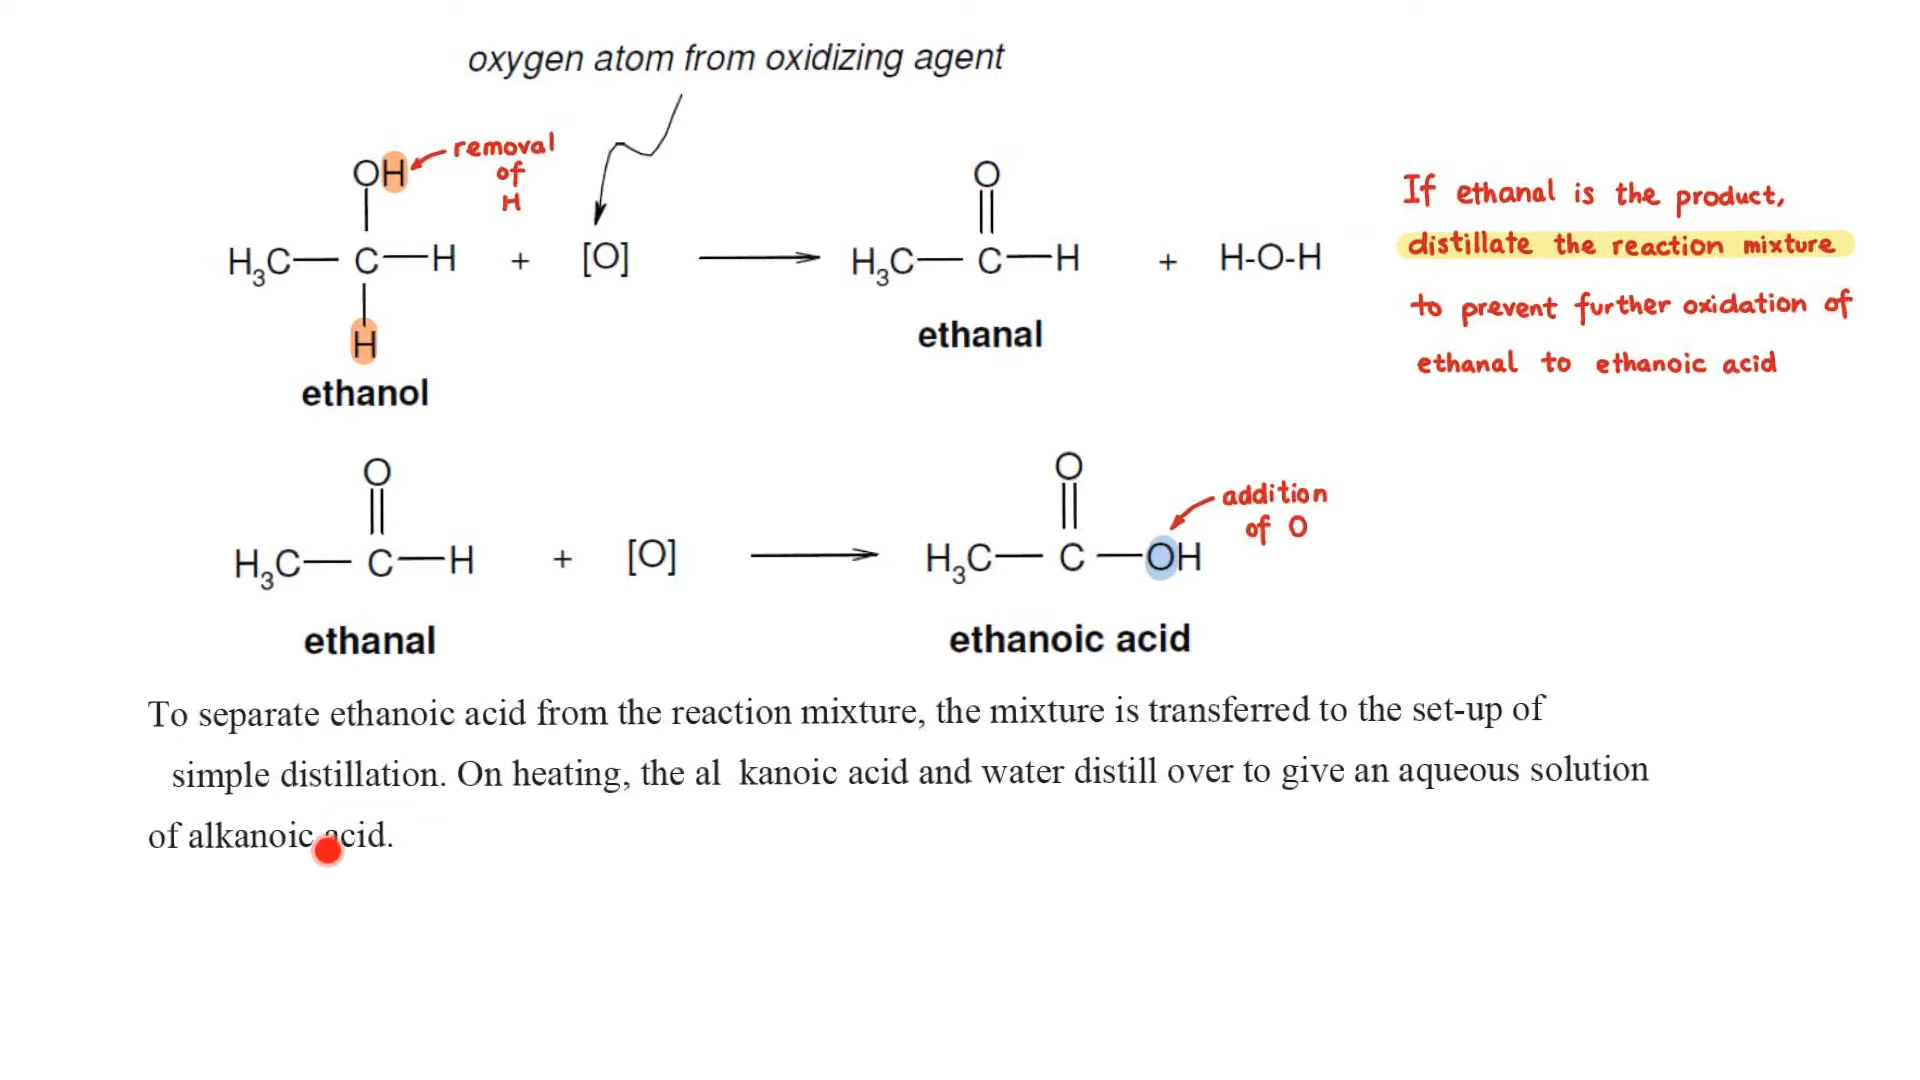 oxygen atom from oxidizing agent
OH
removal
of
H
H₃C— C—H + [O] ⟶ H₃C— C—H + H-O-H
O
H
ethanol
ethanal
If ethanal is the product,
distillate the reaction mixture
to prevent further oxidation of
ethanal to ethanoic acid
O
O
addition
of O
H₃C— C—H + [O] ⟶ H₃C— C —OH
ethanal
ethanoic acid
To separate ethanoic acid from the reaction mixture, the mixture is transferred to the set-up of
simple distillation. On heating, the al kanoic acid and water distill over to give an aqueous solution
of alkanoic acid.